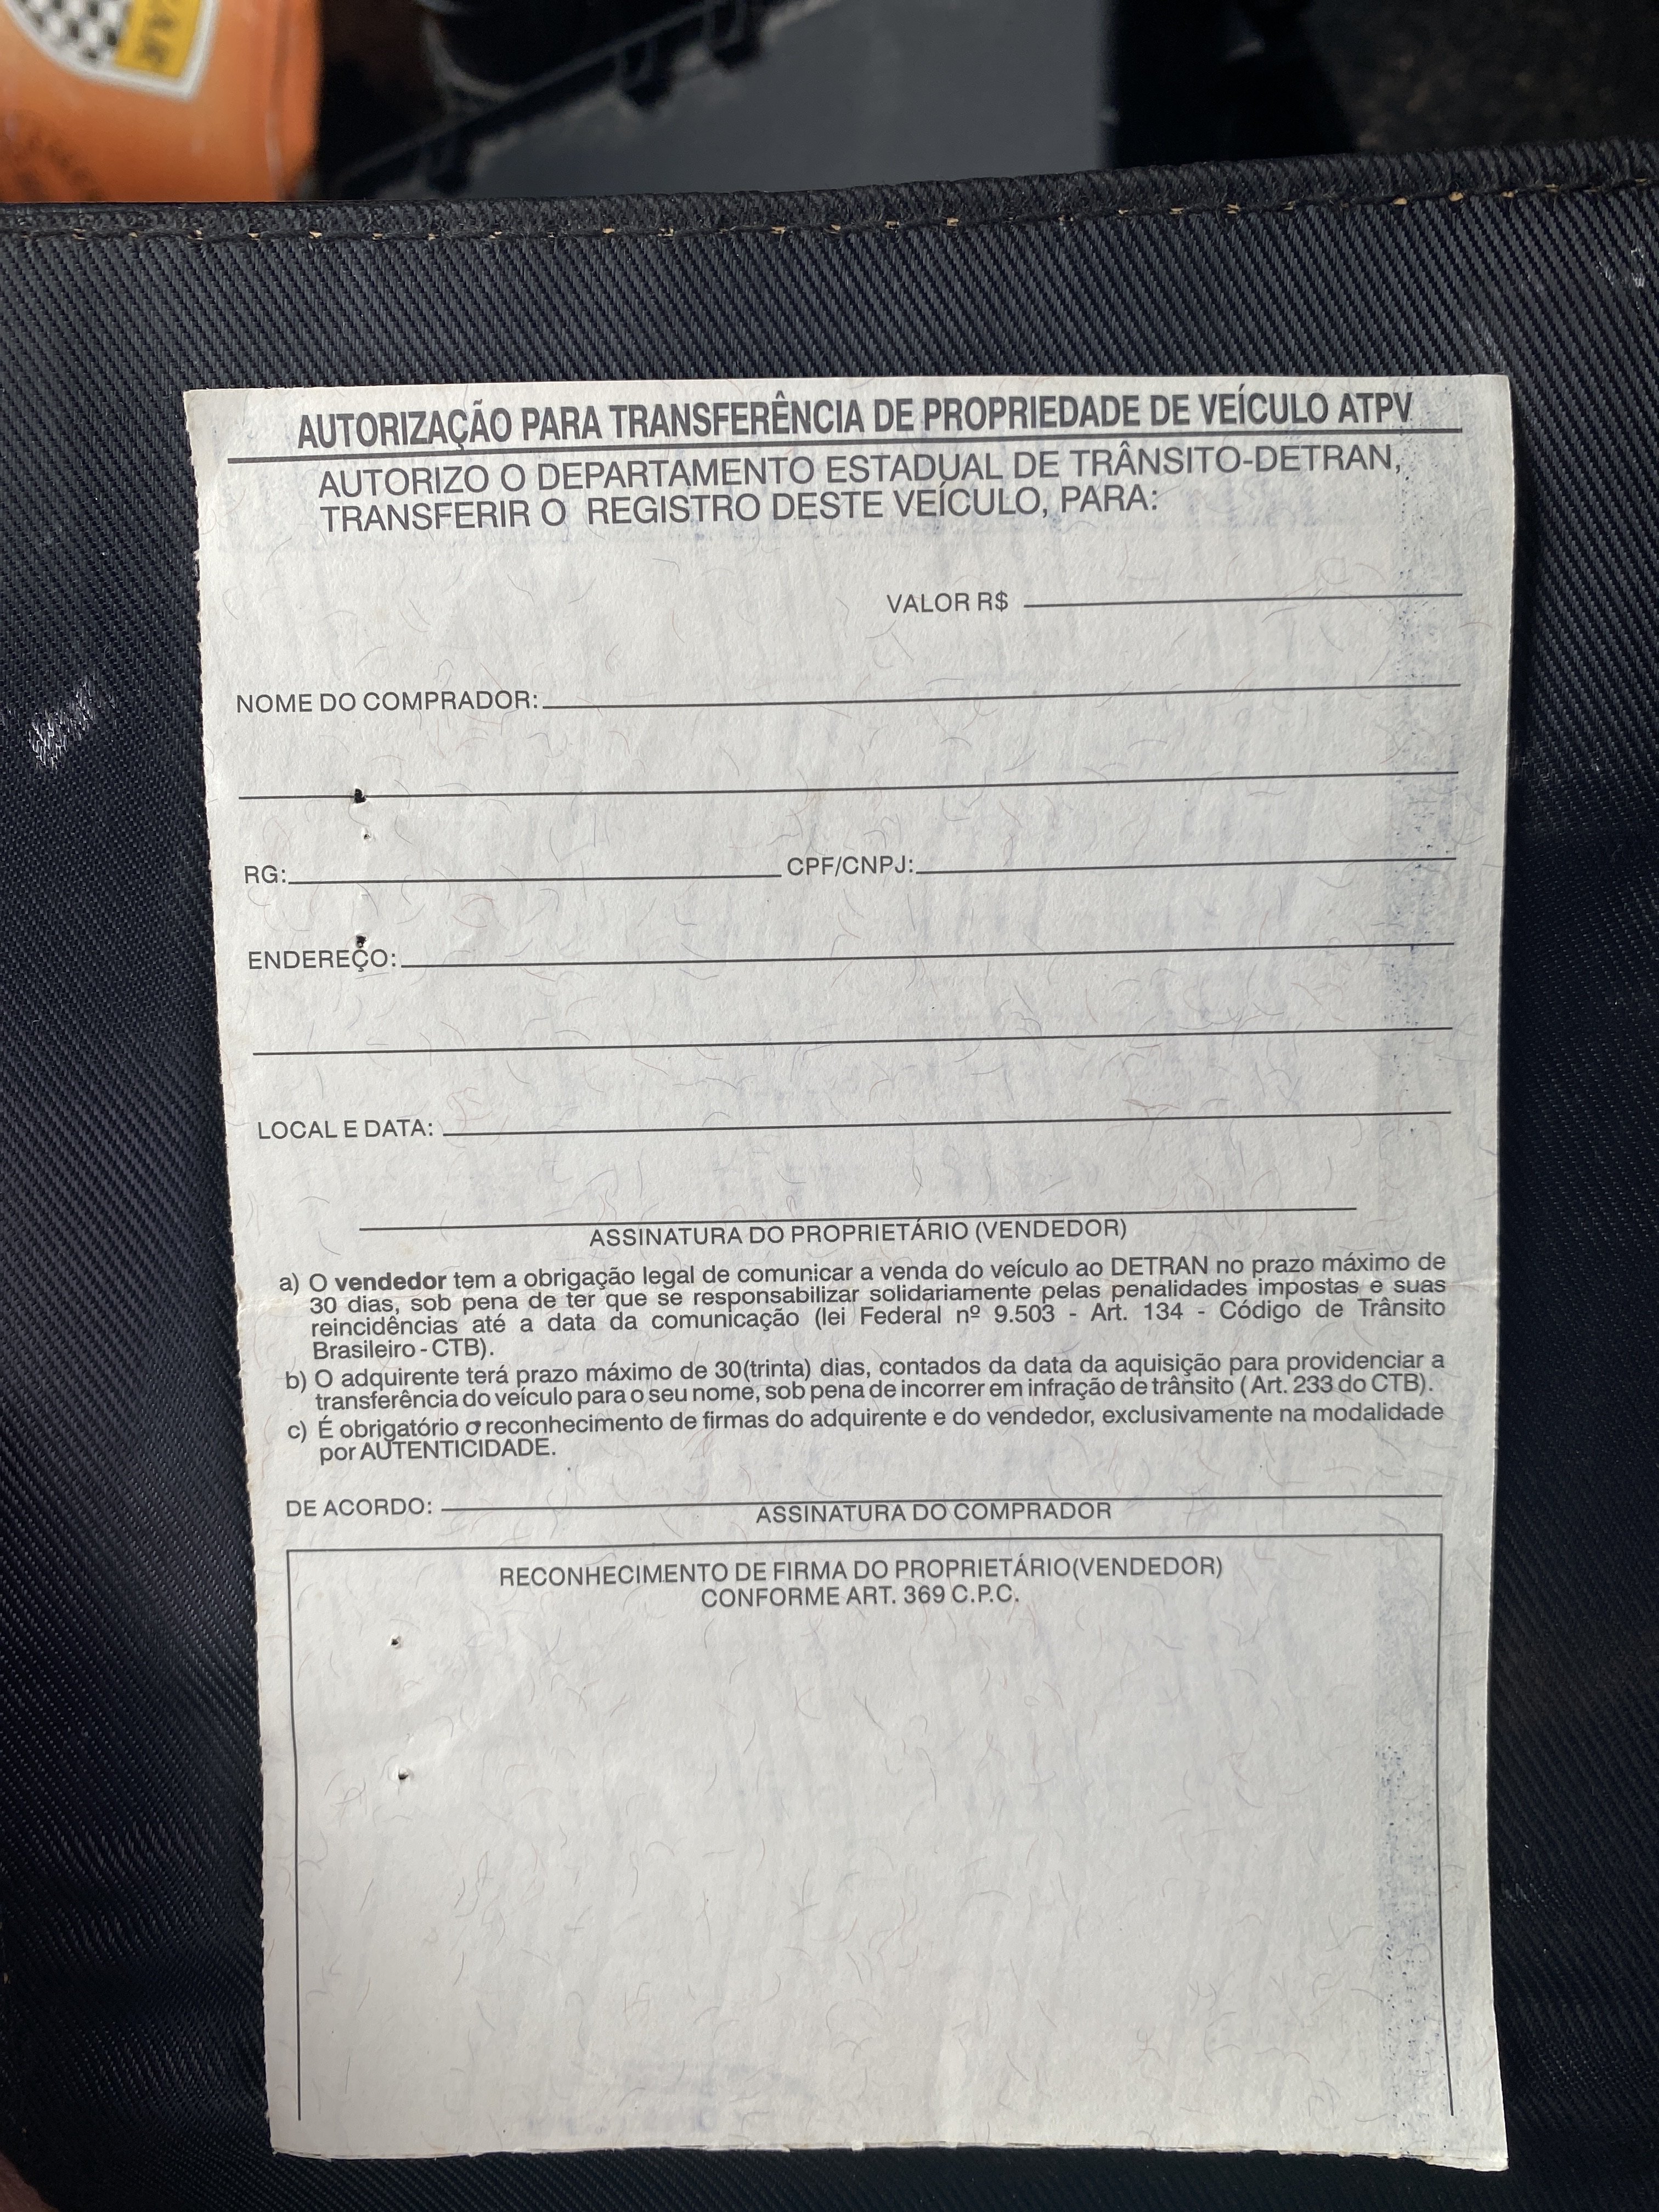 AUTORIZAÇÃO PARA TRANSFERÊNCIA DE PROPRIEDADE DE VEÍCULO ATPV
AUTORIZO O DEPARTAMENTO ESTADUAL DE TRÂNSITO-DETRAN,
TRANSFERIR O REGISTRO DESTE VEÍCULO, PARA:
VALOR R$
NOME DO COMPRADOR:
RG: CPF/CNPJ:
ENDEREÇO:
LOCAL E DATA:
ASSINATURA DO PROPRIETÁRIO (VENDEDOR)
a) O vendedor tem a obrigação legal de comunicar a venda do veículo ao DETRAN no prazo máximo de
30 dias, sob pena de ter que se responsabilizar solidariamente pelas penalidades impostas e suas
reincidências até a data da comunicação (lei Federal nº 9.503 - Art. 134 - Código de Trânsito
Brasileiro - CTB).
b) O adquirente terá prazo máximo de 30(trinta) dias, contados da data da aquisição para providenciar a
transferência do veículo para o seu nome, sob pena de incorrer em infração de trânsito (Art. 233 do CTB).
c) É obrigatório o reconhecimento de firmas do adquirente e do vendedor, exclusivamente na modalidade
por AUTENTICIDADE.
DE ACORDO:
ASSINATURA DO COMPRADOR
RECONHECIMENTO DE FIRMA DO PROPRIETÁRIO(VENDEDOR)
CONFORME ART. 369 C.P.C.